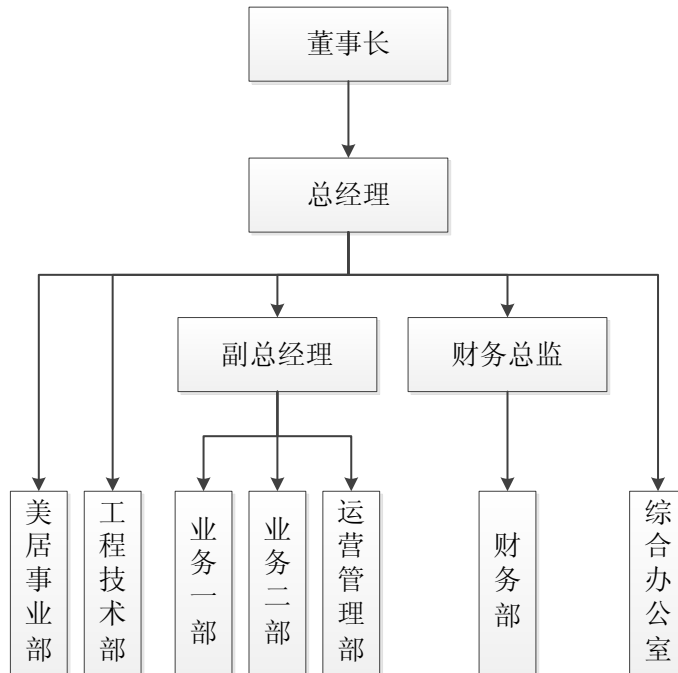 董事长
总经理
副总经理
财务总监
美居事业部
工程技术部
业务一部
业务二部
运营管理部
财务部
综合办公室